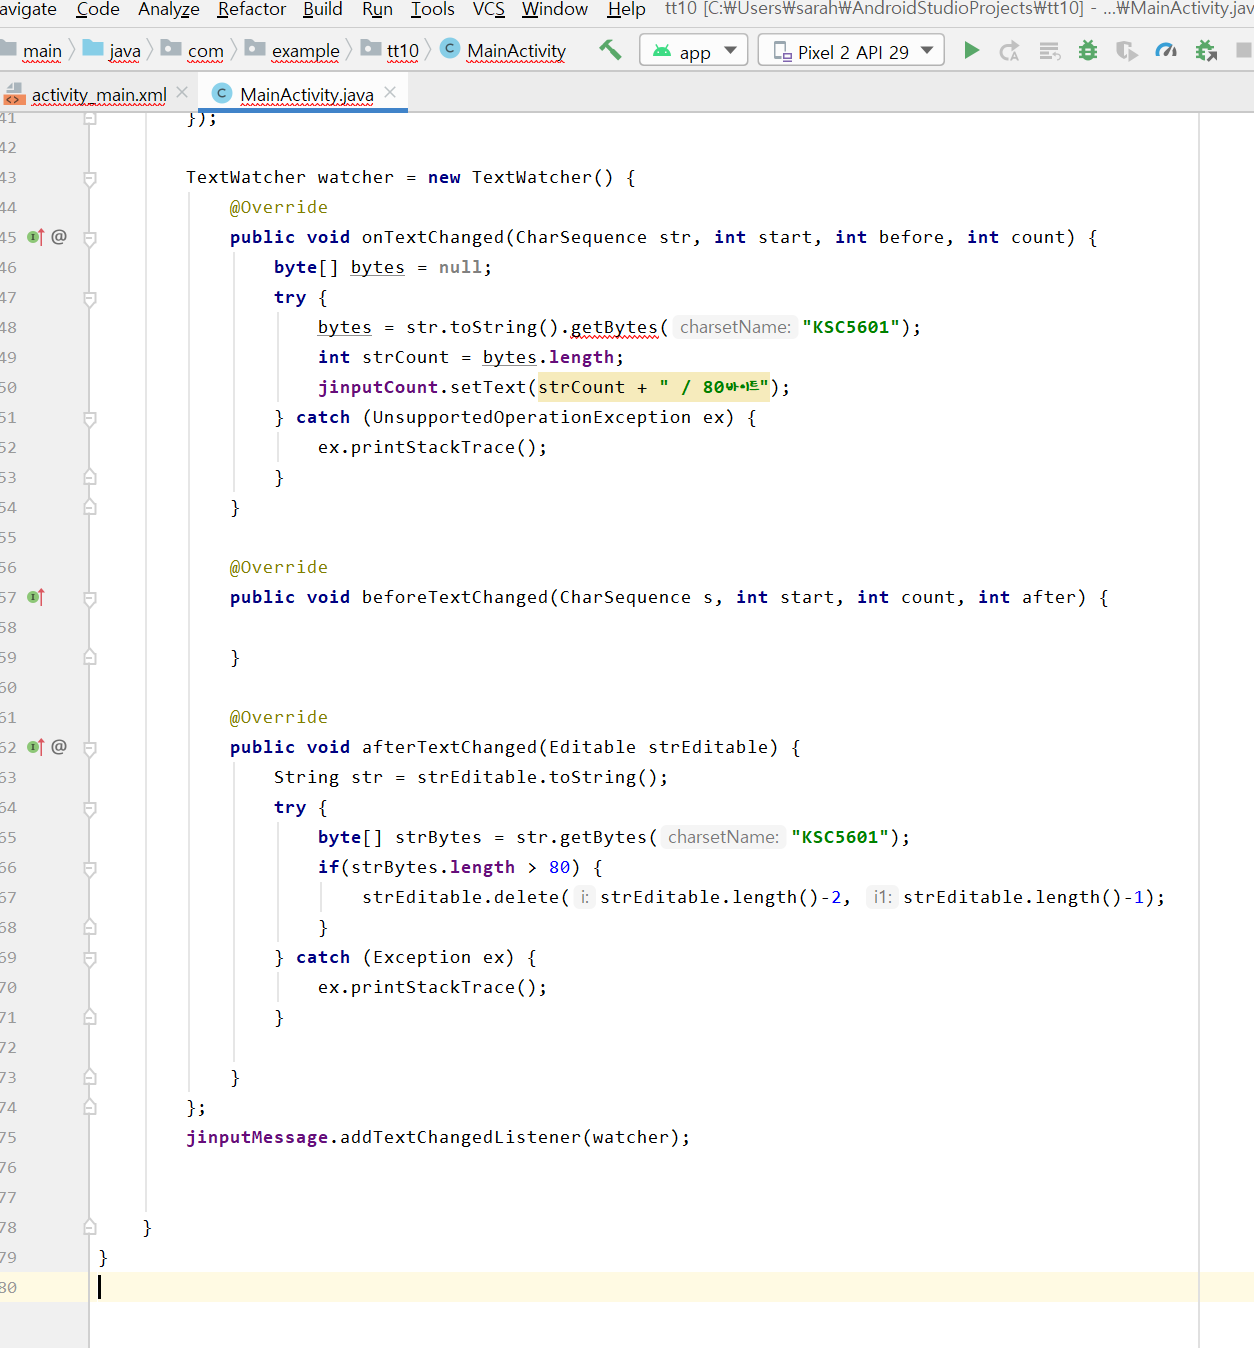 avigate Code Analyze Refactor Build Run Tools VCS Window Help tt10 [C:₩Users₩sarah₩AndroidStudioProjects₩tt10] - ...₩MainActivity.jav
main java com example tt10 MainActivity app Pixel 2 API 29
activity_main.xml MainActivity.java
41 });
42
43 TextWatcher watcher = new TextWatcher() {
44 @Override
45 public void onTextChanged(CharSequence str, int start, int before, int count) {
46 byte[] bytes = null;
47 try {
48 bytes = str.toString().getBytes( charsetName: "KSC5601");
49 int strCount = bytes.length;
50 jinputCount.setText(strCount + " / 80바이트");
51 } catch (UnsupportedOperationException ex) {
52 ex.printStackTrace();
53 }
54 }
55
56 @Override
57 public void beforeTextChanged(CharSequence s, int start, int count, int after) {
58
59 }
60
61 @Override
62 public void afterTextChanged(Editable strEditable) {
63 String str = strEditable.toString();
64 try {
65 byte[] strBytes = str.getBytes( charsetName: "KSC5601");
66 if(strBytes.length > 80) {
67 strEditable.delete( i: strEditable.length()-2, i1: strEditable.length()-1);
68 }
69 } catch (Exception ex) {
70 ex.printStackTrace();
71 }
72
73 }
74 };
75 jinputMessage.addTextChangedListener(watcher);
76
77
78 }
79 }
80